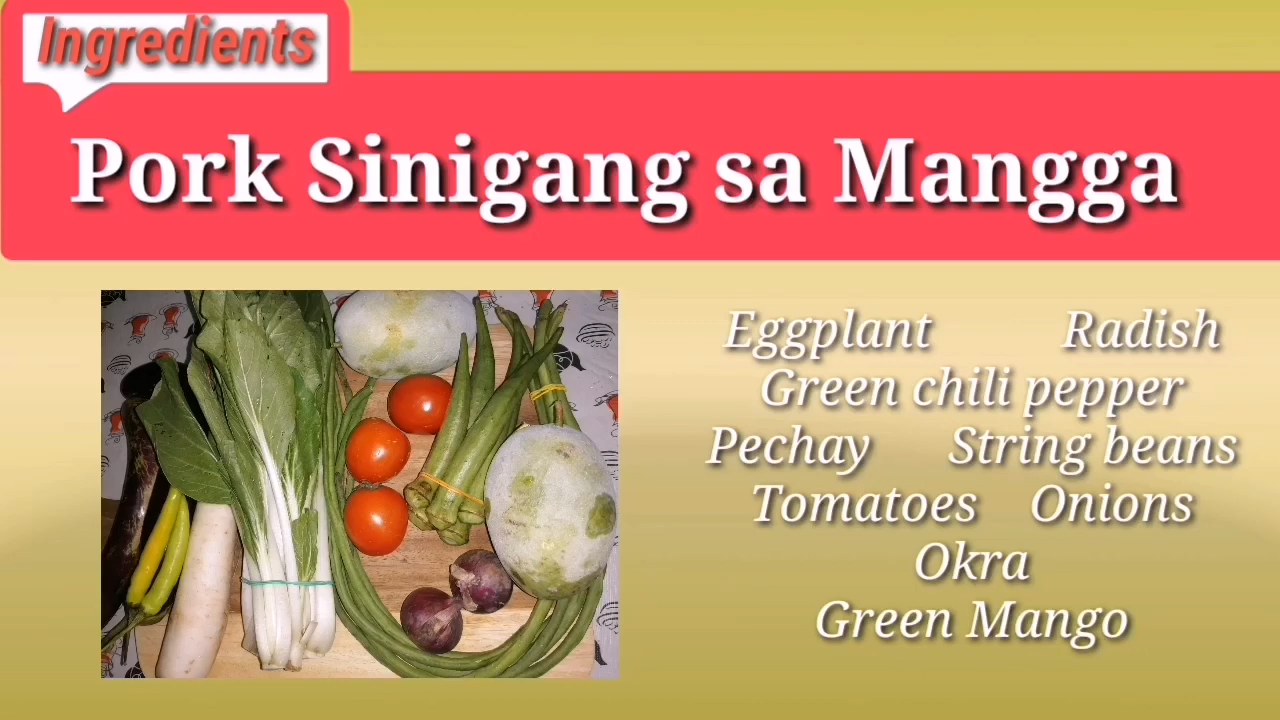 Ingredients
Pork Sinigang sa Mangga
Eggplant Radish
Green chili pepper
Pechay String beans
Tomatoes Onions
Okra
Green Mango